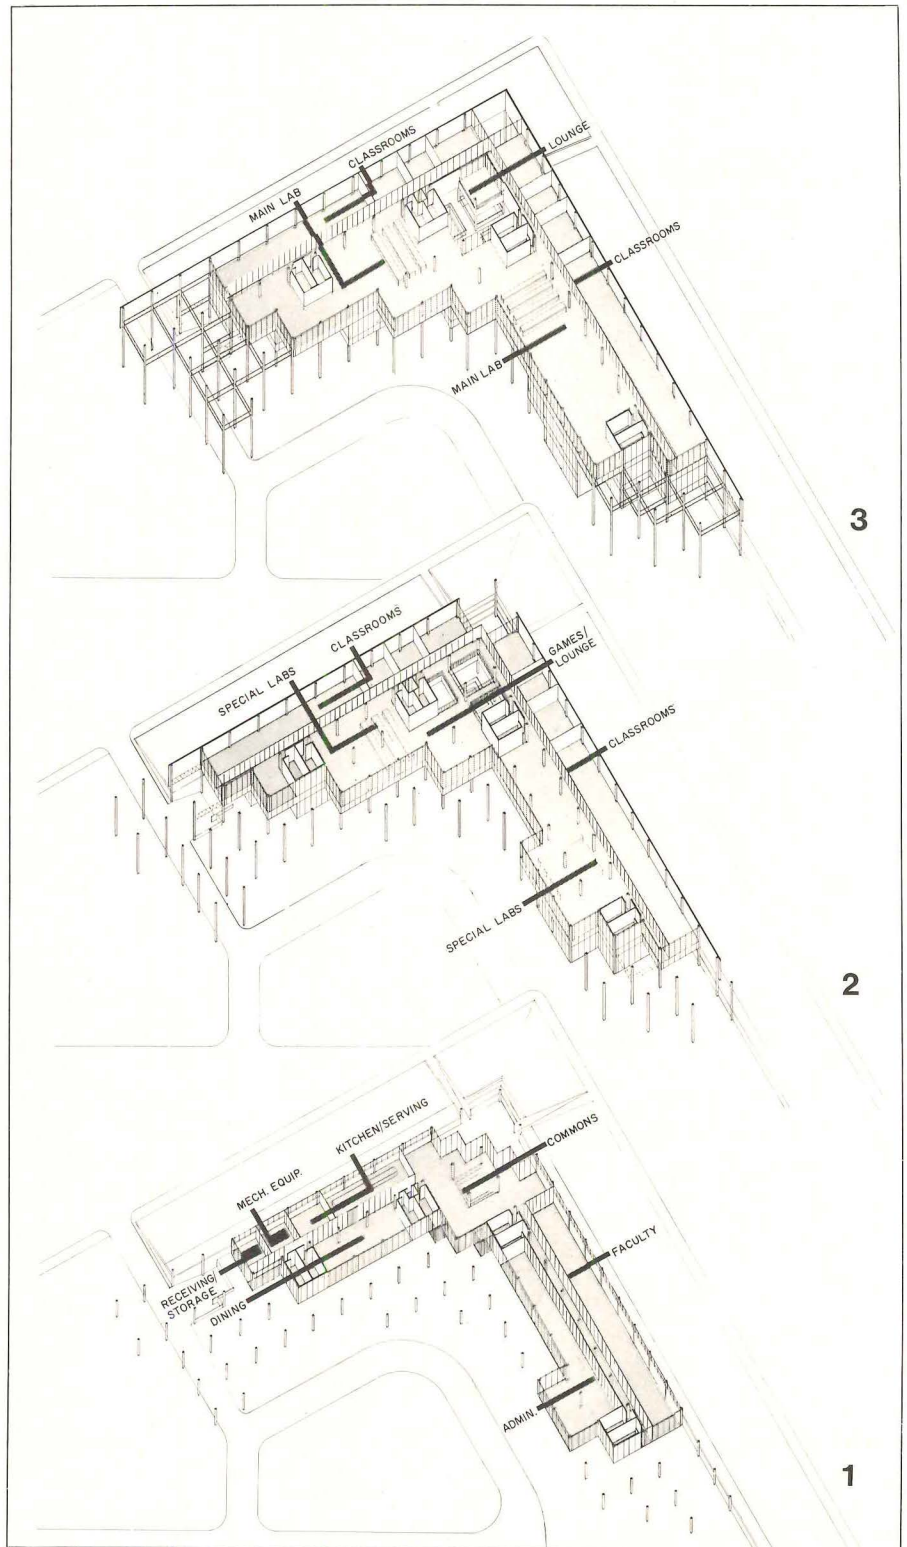 CLASSROOMS
LOUNGE
MAIN LAB
CLASSROOMS
MAIN LAB
3
CLASSROOMS
GAMES/
LOUNGE
SPECIAL LABS
CLASSROOMS
SPECIAL LABS
2
KITCHEN/SERVING
COMMONS
MECH. EQUIP.
FACULTY
RECEIVING/
STORAGE
DINING
ADMIN.
1